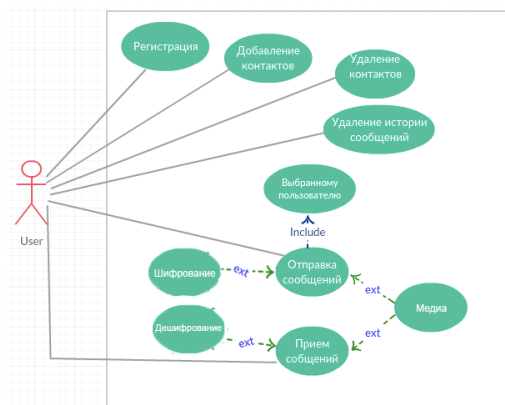 Регистрация
Добавление
контактов
Удаление
контактов
Удаление истории
сообщений
Выбранному
пользователю
Include
User
Шифрование
ext
Отправка
сообщений
ext
Медиа
Дешифрование
ext
Прием
собщений
ext